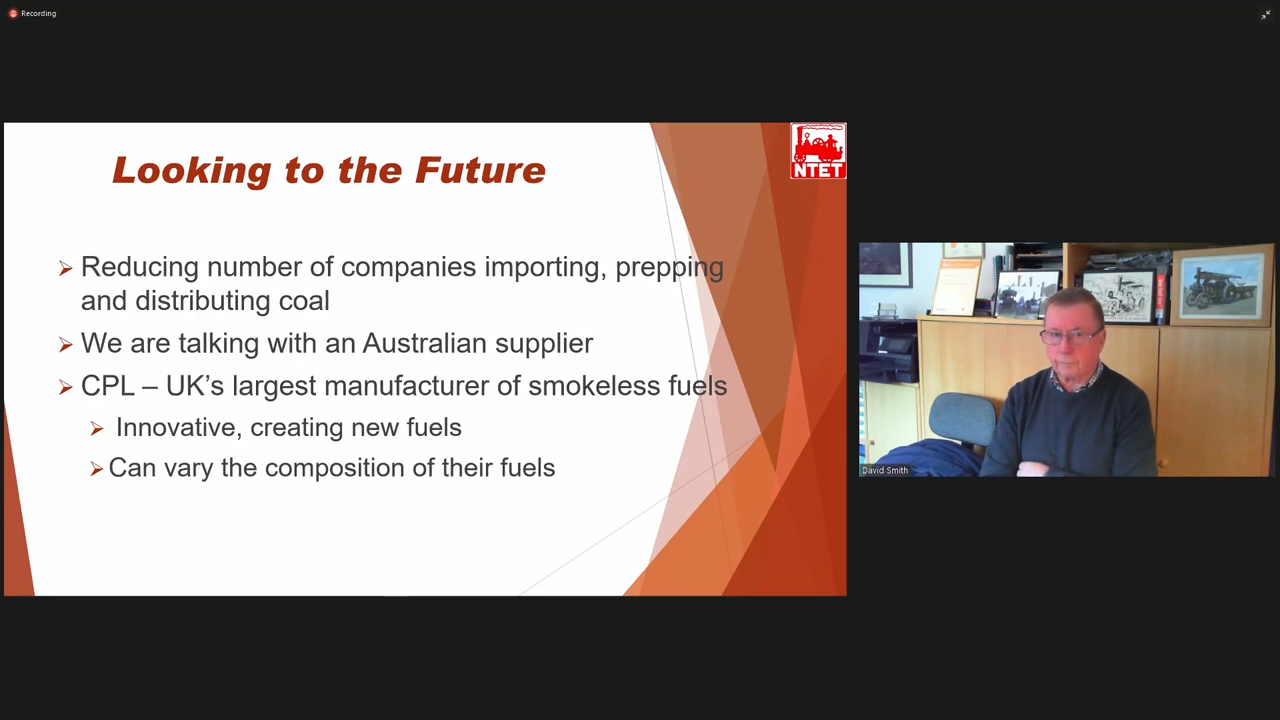 Recording
Looking to the Future
NTET
Reducing number of companies importing, prepping
and distributing coal
We are talking with an Australian supplier
CPL – UK’s largest manufacturer of smokeless fuels
Innovative, creating new fuels
Can vary the composition of their fuels
David Smith